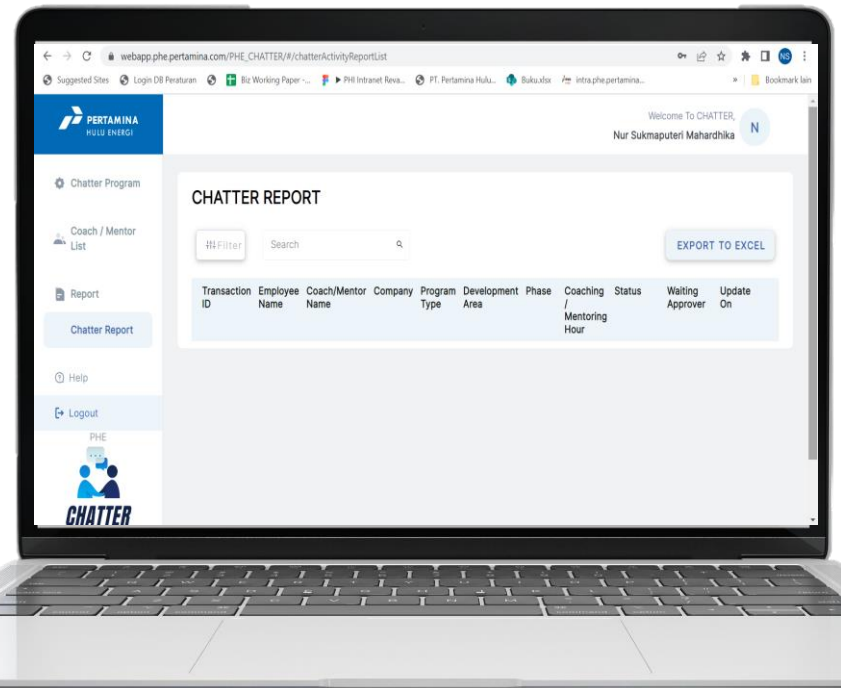 webapp.phe.pertamina.com/PHE_CHATTER/#/chatterActivityReportList
NS
Suggested Sites
Login DB Peraturan
Biz Working Paper -...
PHI Intranet Reva...
PT. Pertamina Hulu...
Buku.xlsx
intra.phe.pertamina...
»
Bookmark lain
PERTAMINA
HULU ENERGI
Welcome To CHATTER,
Nur Sukmaputeri Mahardhika
N
Chatter Program
Coach / Mentor
List
Report
Chatter Report
Help
Logout
PHE
CHATTER
CHATTER REPORT
Filter
Search
EXPORT TO EXCEL
Transaction ID
Employee Name
Coach/Mentor Name
Company
Program Type
Development Area
Phase
Coaching / Mentoring Hour
Status
Waiting Approver
Update On